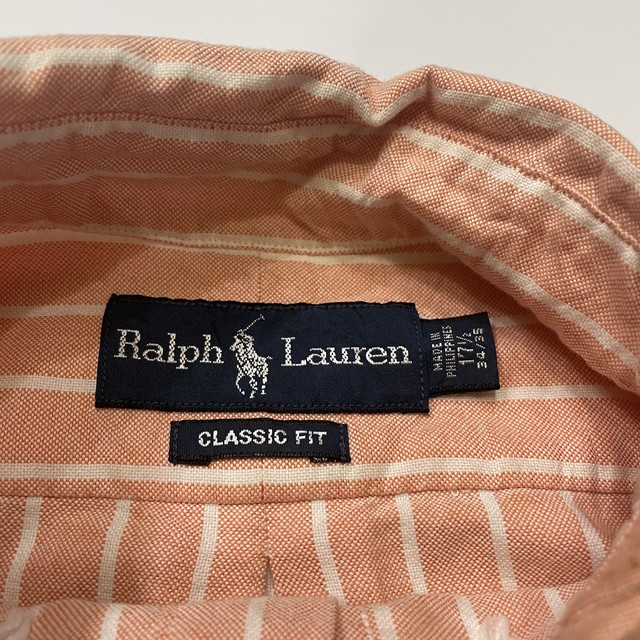 Ralph Lauren
MADE IN
PHILIPPINES
17 1/2
34/35
CLASSIC FIT